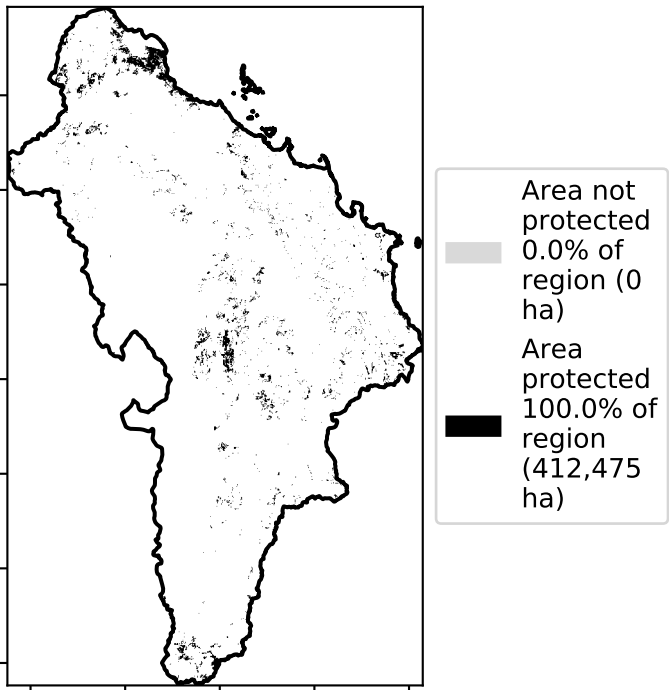 Area not
protected
0.0% of
region (0
ha)
Area
protected
100.0% of
region
(412,475
ha)